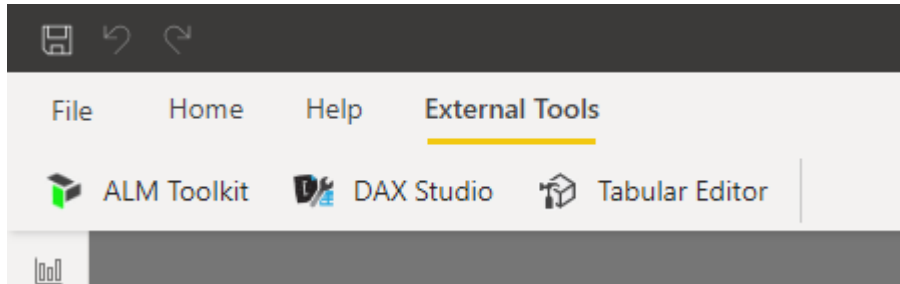 File Home Help External Tools
ALM Toolkit DAX Studio Tabular Editor